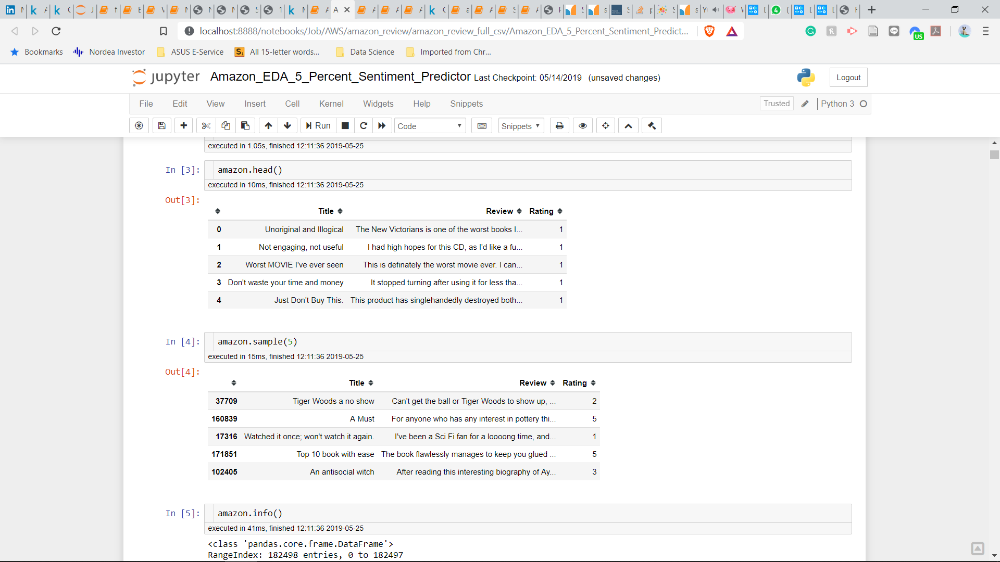 localhost:8888/notebooks/Job/AWS/amazon_review/amazon_review_full_csv/Amazon_EDA_5_Percent_Sentiment_Predict...
US
Bookmarks Nordea Investor ASUS E-Service All 15-letter words... Data Science Imported from Chr...
jupyter Amazon_EDA_5_Percent_Sentiment_Predictor Last Checkpoint: 05/14/2019 (unsaved changes) Logout
File Edit View Insert Cell Kernel Widgets Help Snippets Trusted Python 3
Run Code Snippets
executed in 1.05s, finished 12:11:36 2019-05-25
In [3]: amazon.head()
executed in 10ms, finished 12:11:36 2019-05-25
Out[3]:
Title Review Rating
0 Unoriginal and Illogical The New Victorians is one of the worst books I... 1
1 Not engaging, not useful I had high hopes for this CD, as I'd like a fu... 1
2 Worst MOVIE I've ever seen This is definately the worst movie ever. I can... 1
3 Don't waste your time and money It stopped turning after using it for less tha... 1
4 Just Don't Buy This. This product has singlehandedly destroyed both... 1
In [4]: amazon.sample(5)
executed in 15ms, finished 12:11:36 2019-05-25
Out[4]:
Title Review Rating
37709 Tiger Woods a no show Can't get the ball or Tiger Woods to show up, ... 2
160839 A Must For anyone who has any interest in pottery thi... 5
17316 Watched it once; won't watch it again. I've been a Sci Fi fan for a loooong time, and... 1
171851 Top 10 book with ease The book flawlessly manages to keep you glued ... 5
102405 An antisocial witch After reading this interesting biography of Ay... 3
In [5]: amazon.info()
executed in 41ms, finished 12:11:36 2019-05-25
<class 'pandas.core.frame.DataFrame'>
RangeIndex: 182498 entries, 0 to 182497